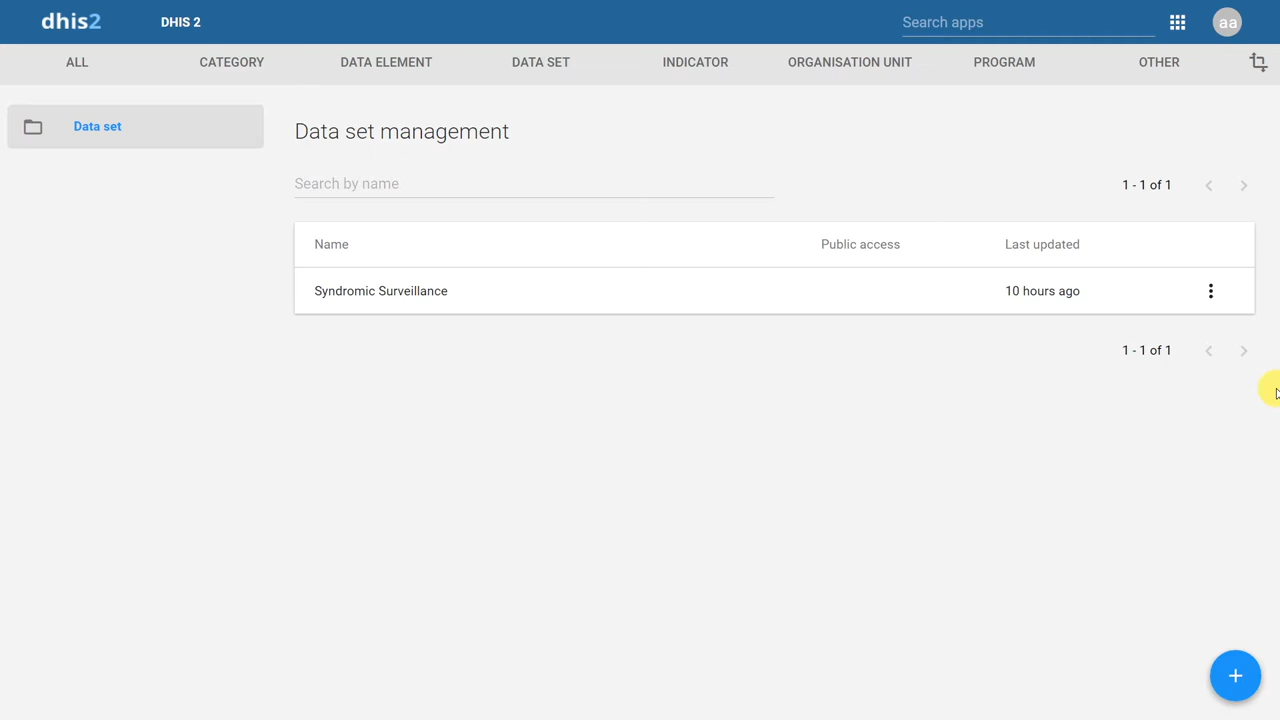 dhis2 DHIS 2 Search apps aa
ALL CATEGORY DATA ELEMENT DATA SET INDICATOR ORGANISATION UNIT PROGRAM OTHER
Data set
Data set management
Search by name
1 - 1 of 1
Name Public access Last updated
Syndromic Surveillance 10 hours ago
1 - 1 of 1